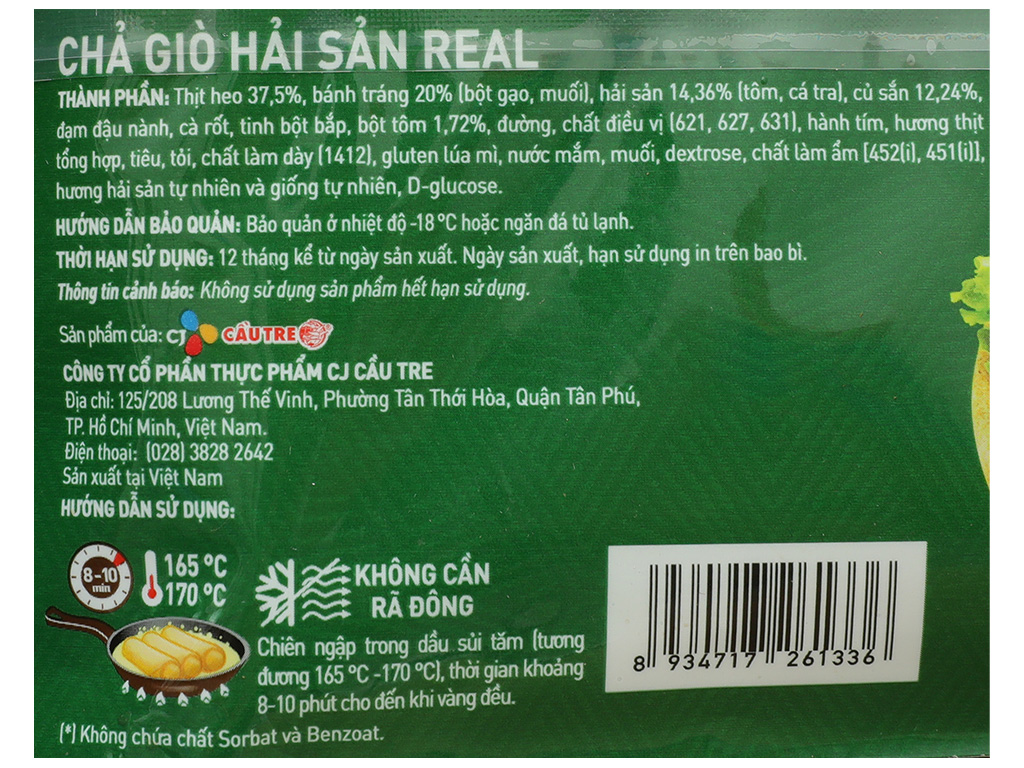 CHẢ GIÒ HẢI SẢN REAL
THÀNH PHẦN: Thịt heo 37,5%, bánh tráng 20% (bột gạo, muối), hải sản 14,36% (tôm, cá tra), củ sắn 12,24%,
đạm đậu nành, cà rốt, tinh bột bắp, bột tôm 1,72%, đường, chất điều vị (621, 627, 631), hành tím, hương thịt
tổng hợp, tiêu, tỏi, chất làm dày (1412), gluten lúa mì, nước mắm, muối, dextrose, chất làm ẩm [452(i), 451(i)],
hương hải sản tự nhiên và giống tự nhiên, D-glucose.
HƯỚNG DẪN BẢO QUẢN: Bảo quản ở nhiệt độ -18°C hoặc ngăn đá tủ lạnh.
THỜI HẠN SỬ DỤNG: 12 tháng kể từ ngày sản xuất. Ngày sản xuất, hạn sử dụng in trên bao bì.
Thông tin cảnh báo: Không sử dụng sản phẩm hết hạn sử dụng.
Sản phẩm của: CJ CẦU TRE
CÔNG TY CỔ PHẦN THỰC PHẨM CJ CẦU TRE
Địa chỉ: 125/208 Lương Thế Vinh, Phường Tân Thới Hòa, Quận Tân Phú,
TP. Hồ Chí Minh, Việt Nam.
Điện thoại: (028) 3828 2642
Sản xuất tại Việt Nam
HƯỚNG DẪN SỬ DỤNG:
8-10
min
165 °C
170 °C
KHÔNG CẦN
RÃ ĐÔNG
Chiên ngập trong dầu sủi tăm (tương
đương 165 °C -170 °C), thời gian khoảng
8-10 phút cho đến khi vàng đều.
8 934717 261336
(*) Không chứa chất Sorbat và Benzoat.